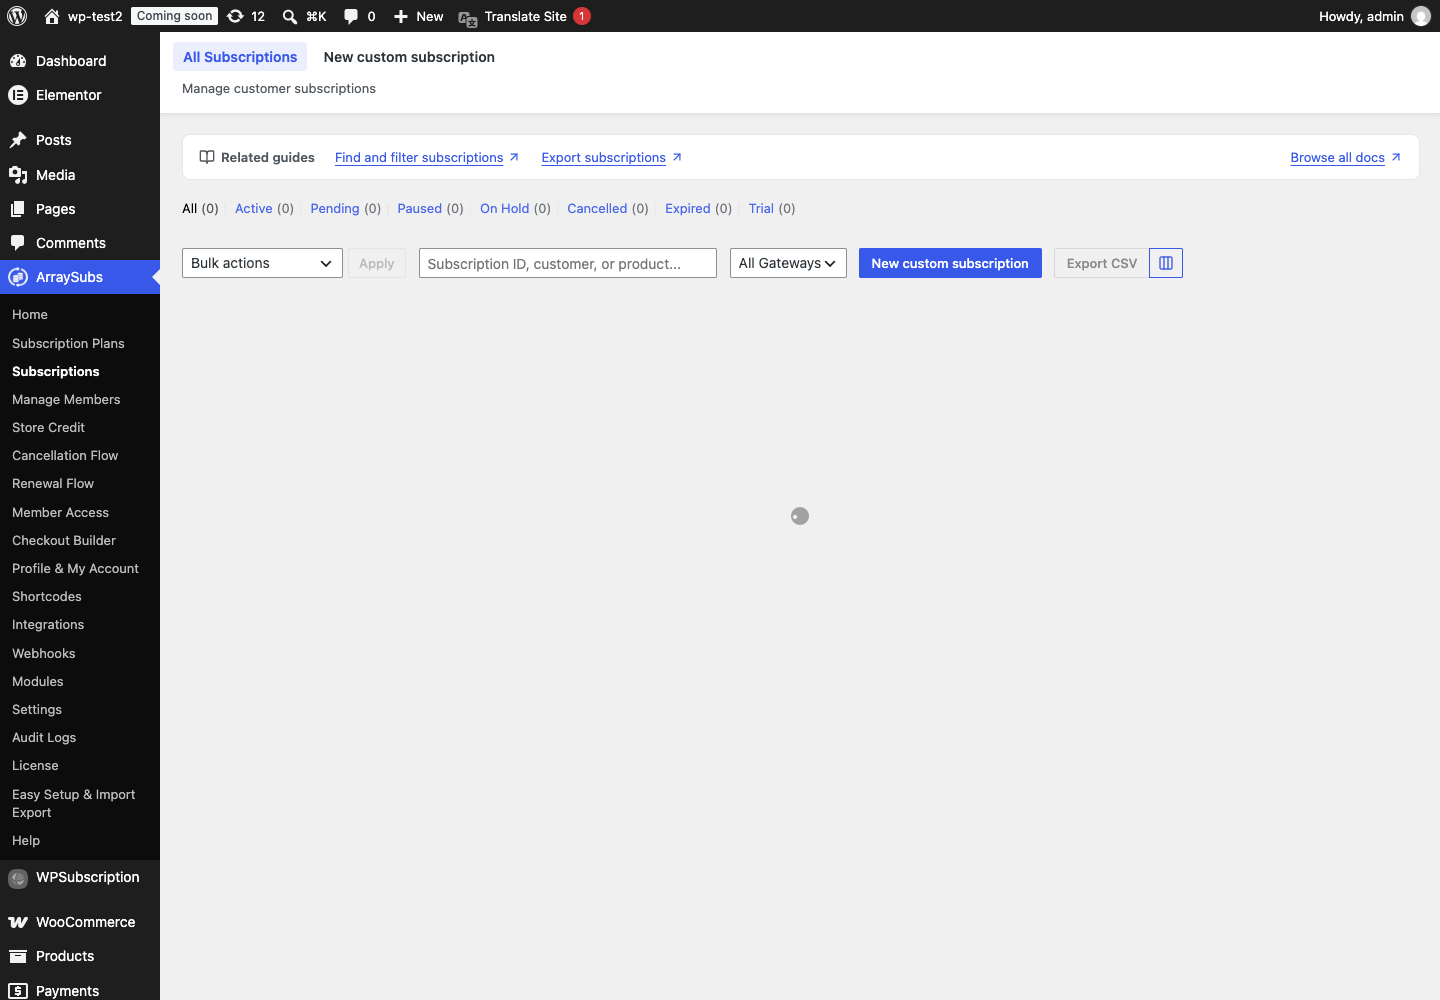 wp-test2 Coming soon 12 ⌘K 0 New Translate Site 1 Howdy, admin
Dashboard
Elementor
Posts
Media
Pages
Comments
ArraySubs
Home
Subscription Plans
Subscriptions
Manage Members
Store Credit
Cancellation Flow
Renewal Flow
Member Access
Checkout Builder
Profile & My Account
Shortcodes
Integrations
Webhooks
Modules
Settings
Audit Logs
License
Easy Setup & Import
Export
Help
WPSubscription
WooCommerce
Products
Payments
All Subscriptions New custom subscription
Manage customer subscriptions
Related guides Find and filter subscriptions Export subscriptions Browse all docs
All (0) Active (0) Pending (0) Paused (0) On Hold (0) Cancelled (0) Expired (0) Trial (0)
Bulk actions Apply Subscription ID, customer, or product... All Gateways New custom subscription Export CSV